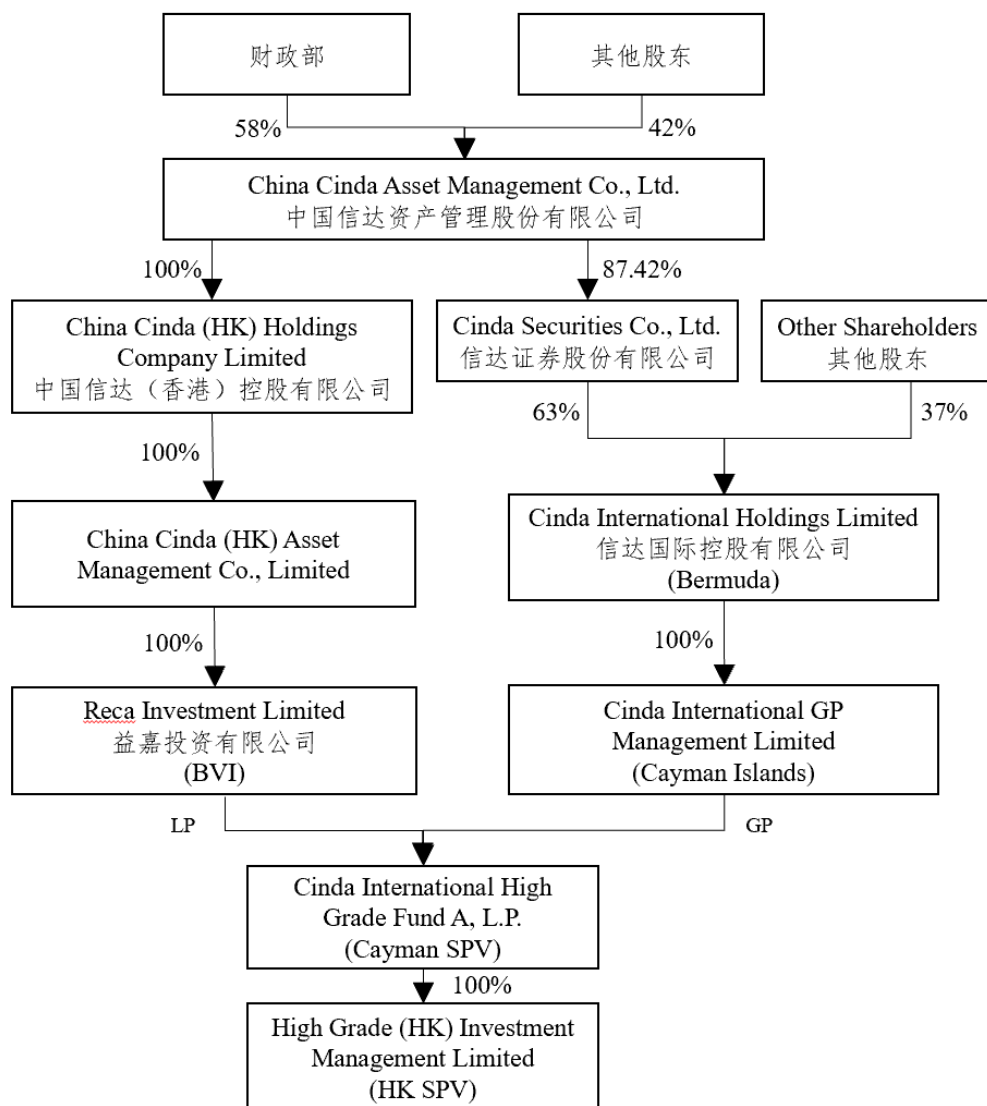 财政部
其他股东
58%
42%
China Cinda Asset Management Co., Ltd.
中国信达资产管理股份有限公司
100%
87.42%
China Cinda (HK) Holdings
Company Limited
中国信达（香港）控股有限公司
Cinda Securities Co., Ltd.
信达证券股份有限公司
Other Shareholders
其他股东
63%
37%
100%
China Cinda (HK) Asset
Management Co., Limited
Cinda International Holdings Limited
信达国际控股有限公司
(Bermuda)
100%
100%
Reca Investment Limited
益嘉投资有限公司
(BVI)
Cinda International GP
Management Limited
(Cayman Islands)
LP
GP
Cinda International High
Grade Fund A, L.P.
(Cayman SPV)
100%
High Grade (HK) Investment
Management Limited
(HK SPV)